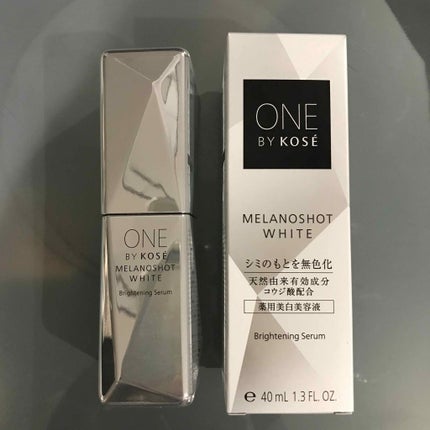 ONE
BY KOSÉ
MELANOSHOT
WHITE
Brightening Serum
ONE
BY KOSÉ
MELANOSHOT
WHITE
シミのもとを無色化
天然由来有効成分
コウジ酸配合
薬用美白美容液
Brightening Serum
℮ 40 mL 1.3 FL. OZ.